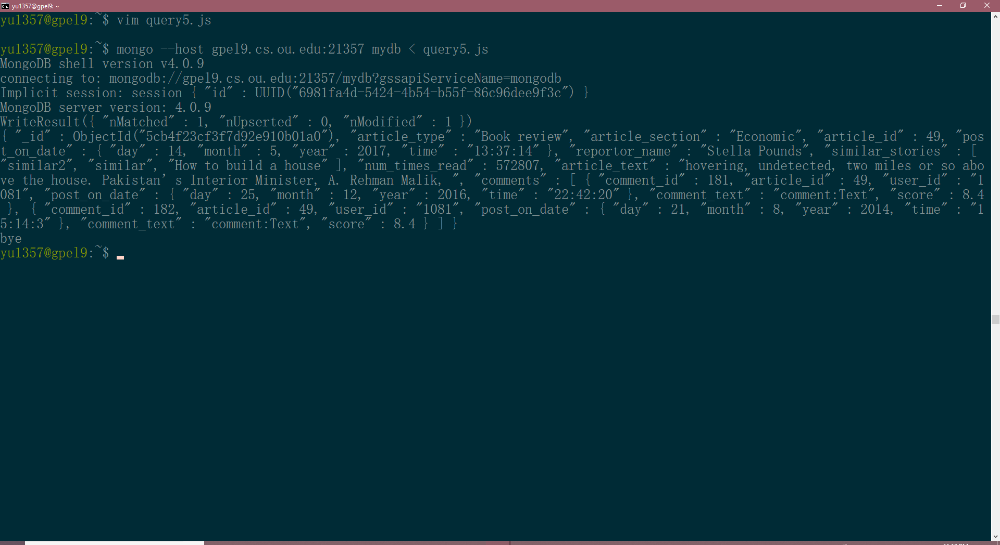 yu1357@gpel9: ~
yu1357@gpel9:~$ vim query5.js
yu1357@gpel9:~$ mongo --host gpel9.cs.ou.edu:21357 mydb < query5.js
MongoDB shell version v4.0.9
connecting to: mongodb://gpel9.cs.ou.edu:21357/mydb?gssapiServiceName=mongodb
Implicit session: session { "id" : UUID("6981fa4d-5424-4b54-b55f-86c96dee9f3c") }
MongoDB server version: 4.0.9
WriteResult({ "nMatched" : 1, "nUpserted" : 0, "nModified" : 1 })
{ "_id" : ObjectId("5cb4f23cf3f7d92e910b01a0"), "article_type" : "Book review", "article_section" : "Economic", "article_id" : 49, "pos
t_on_date" : { "day" : 14, "month" : 5, "year" : 2017, "time" : "13:37:14" }, "reportor_name" : "Stella Pounds", "similar_stories" : [
"similar2", "similar", "How to build a house" ], "num_times_read" : 572807, "article_text" : "hovering, undetected, two miles or so abo
ve the house. Pakistan’s Interior Minister, A. Rehman Malik, ", "comments" : [ { "comment_id" : 181, "article_id" : 49, "user_id" : "1
081", "post_on_date" : { "day" : 25, "month" : 12, "year" : 2016, "time" : "22:42:20" }, "comment_text" : "comment:Text", "score" : 8.4
 }, { "comment_id" : 182, "article_id" : 49, "user_id" : "1081", "post_on_date" : { "day" : 21, "month" : 8, "year" : 2014, "time" : "1
5:14:3" }, "comment_text" : "comment:Text", "score" : 8.4 } ] }
bye
yu1357@gpel9:~$